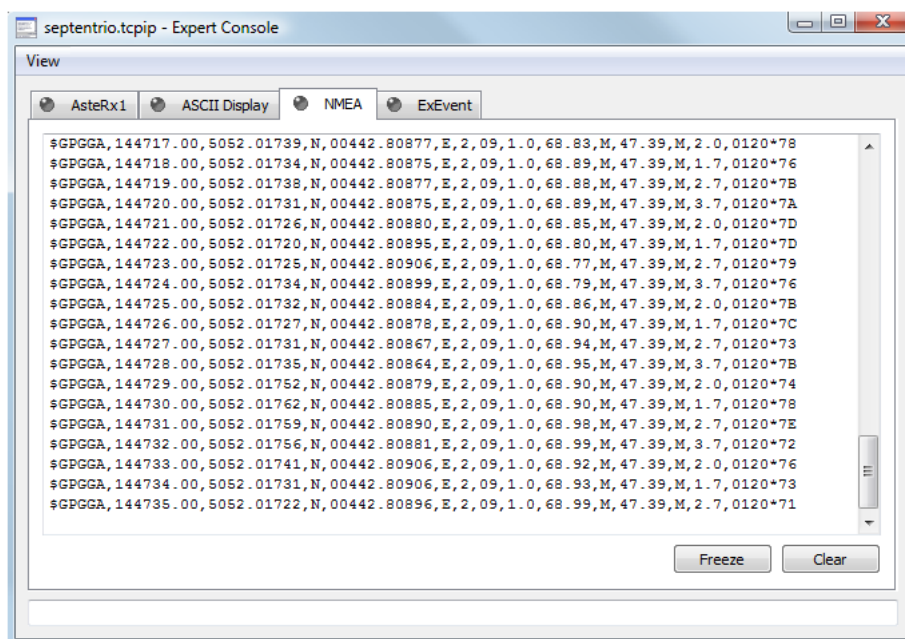 septentrio.tcpip - Expert Console
View
AsteRx1 ASCII Display NMEA ExEvent
$GPGGA,144717.00,5052.01739,N,00442.80877,E,2,09,1.0,68.83,M,47.39,M,2.0,0120*78
$GPGGA,144718.00,5052.01734,N,00442.80875,E,2,09,1.0,68.89,M,47.39,M,1.7,0120*76
$GPGGA,144719.00,5052.01738,N,00442.80877,E,2,09,1.0,68.88,M,47.39,M,2.7,0120*7B
$GPGGA,144720.00,5052.01731,N,00442.80875,E,2,09,1.0,68.89,M,47.39,M,3.7,0120*7A
$GPGGA,144721.00,5052.01726,N,00442.80880,E,2,09,1.0,68.85,M,47.39,M,2.0,0120*7D
$GPGGA,144722.00,5052.01720,N,00442.80895,E,2,09,1.0,68.80,M,47.39,M,1.7,0120*7D
$GPGGA,144723.00,5052.01725,N,00442.80906,E,2,09,1.0,68.77,M,47.39,M,2.7,0120*79
$GPGGA,144724.00,5052.01734,N,00442.80899,E,2,09,1.0,68.79,M,47.39,M,3.7,0120*76
$GPGGA,144725.00,5052.01732,N,00442.80884,E,2,09,1.0,68.86,M,47.39,M,2.0,0120*7B
$GPGGA,144726.00,5052.01727,N,00442.80878,E,2,09,1.0,68.90,M,47.39,M,1.7,0120*7C
$GPGGA,144727.00,5052.01731,N,00442.80867,E,2,09,1.0,68.94,M,47.39,M,2.7,0120*73
$GPGGA,144728.00,5052.01735,N,00442.80864,E,2,09,1.0,68.95,M,47.39,M,3.7,0120*7B
$GPGGA,144729.00,5052.01752,N,00442.80879,E,2,09,1.0,68.90,M,47.39,M,2.0,0120*74
$GPGGA,144730.00,5052.01762,N,00442.80885,E,2,09,1.0,68.90,M,47.39,M,1.7,0120*78
$GPGGA,144731.00,5052.01759,N,00442.80890,E,2,09,1.0,68.98,M,47.39,M,2.7,0120*7E
$GPGGA,144732.00,5052.01756,N,00442.80881,E,2,09,1.0,68.99,M,47.39,M,3.7,0120*72
$GPGGA,144733.00,5052.01741,N,00442.80906,E,2,09,1.0,68.92,M,47.39,M,2.0,0120*76
$GPGGA,144734.00,5052.01731,N,00442.80906,E,2,09,1.0,68.93,M,47.39,M,1.7,0120*73
$GPGGA,144735.00,5052.01722,N,00442.80896,E,2,09,1.0,68.99,M,47.39,M,2.7,0120*71
Freeze Clear